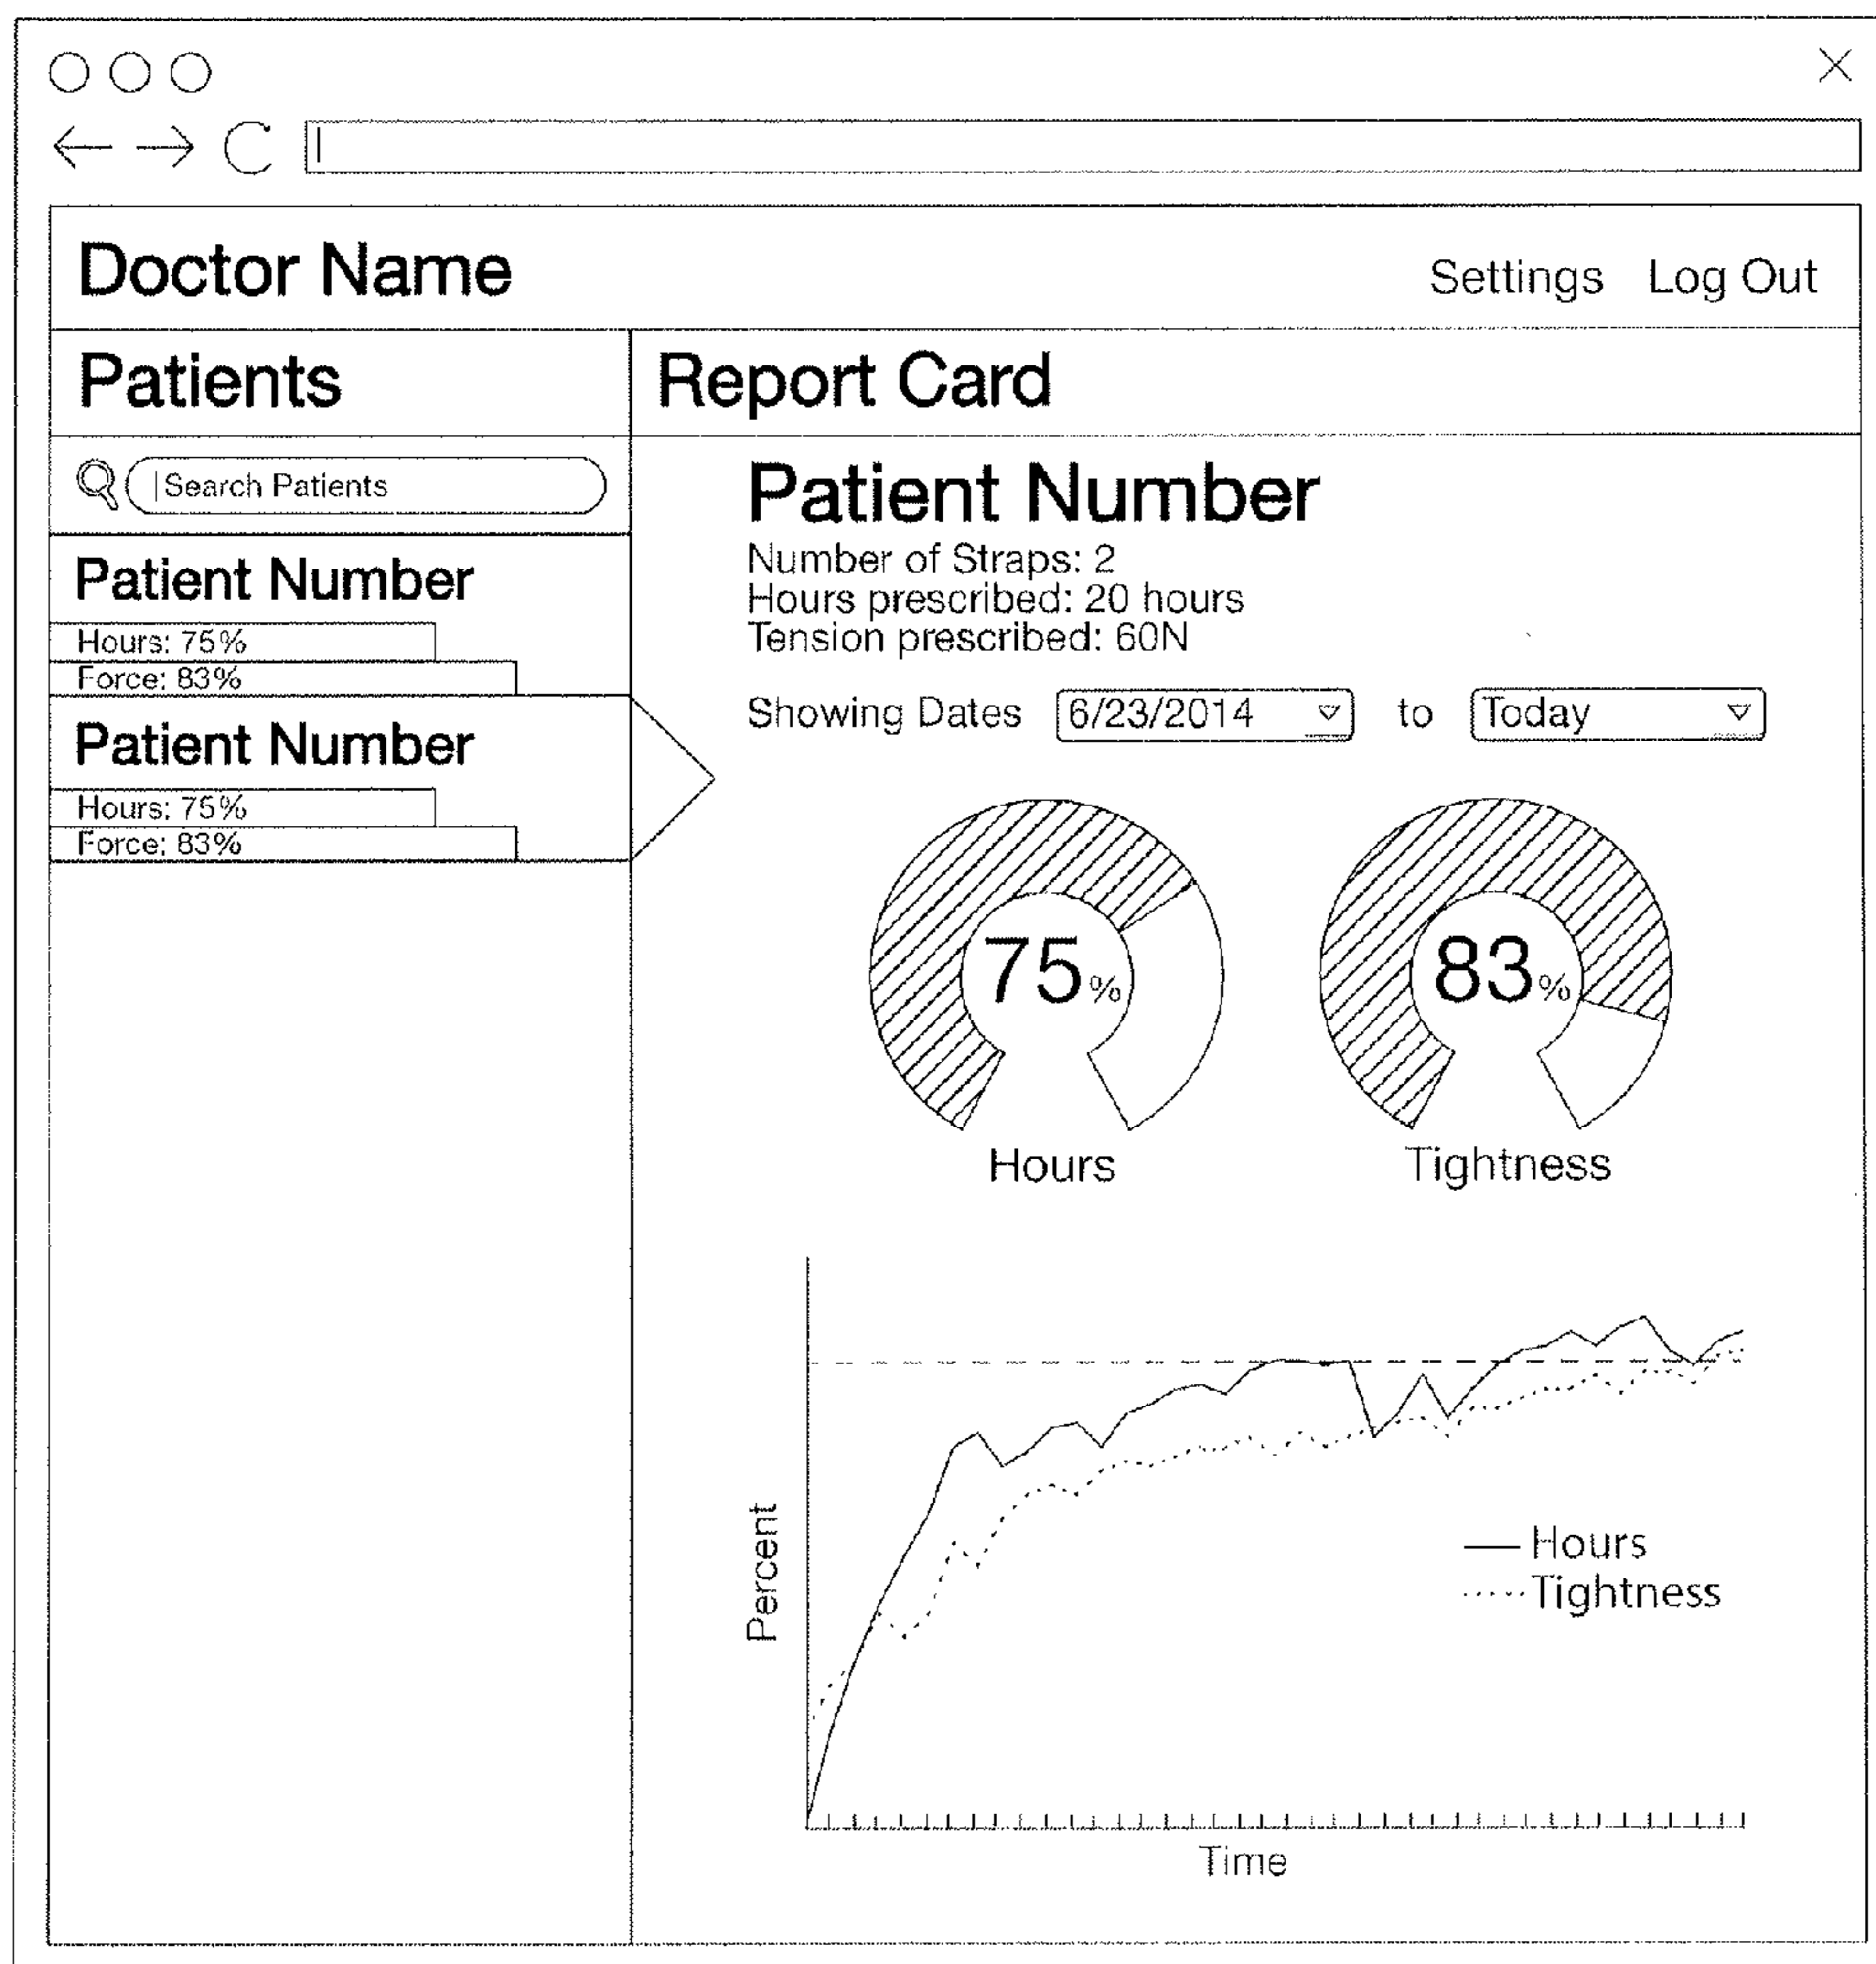 Doctor Name
Settings Log Out
Patients
Report Card
Search Patients
Patient Number
Hours: 75%
Force: 83%
Patient Number
Hours: 75%
Force: 83%
Patient Number
Number of Straps: 2
Hours prescribed: 20 hours
Tension prescribed: 60N
Showing Dates 6/23/2014 to Today
75%
Hours
83%
Tightness
Percent
Hours
Tightness
Time